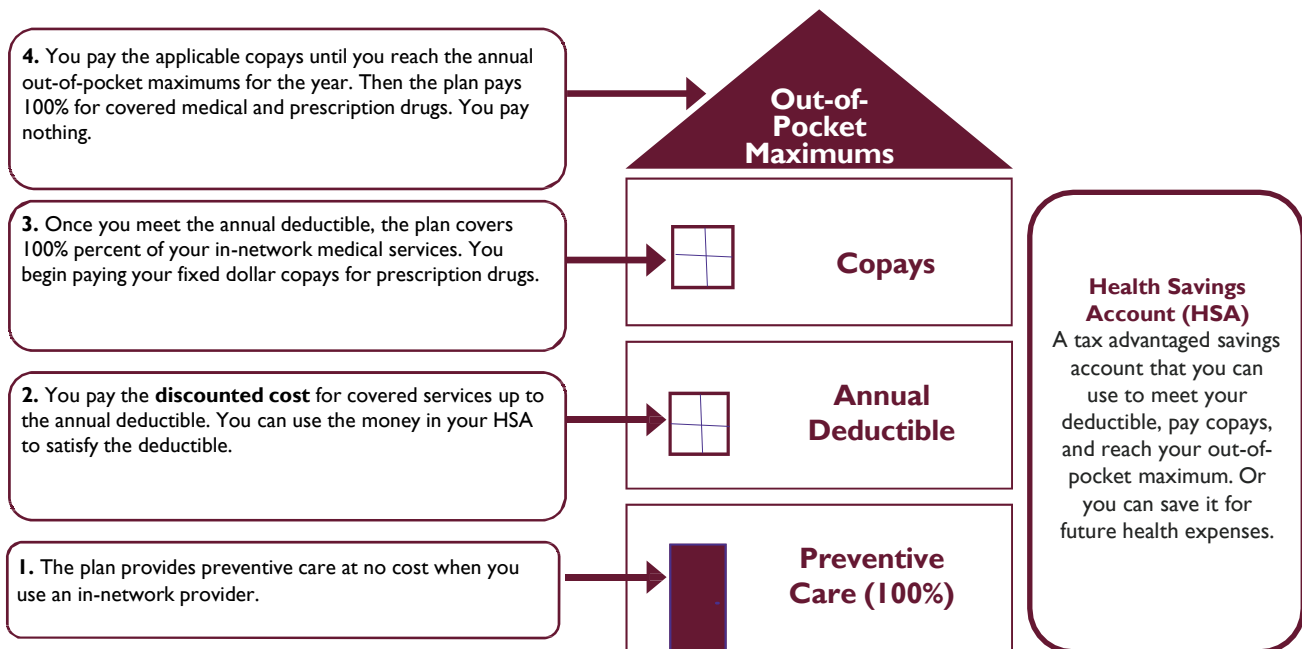 4. You pay the applicable copays until you reach the annual
out-of-pocket maximums for the year. Then the plan pays
100% for covered medical and prescription drugs. You pay
nothing.
Out-of-
Pocket
Maximums
3. Once you meet the annual deductible, the plan covers
100% percent of your in-network medical services. You
begin paying your fixed dollar copays for prescription drugs.
Copays
2. You pay the discounted cost for covered services up to
the annual deductible. You can use the money in your HSA
to satisfy the deductible.
Annual
Deductible
1. The plan provides preventive care at no cost when you
use an in-network provider.
Preventive
Care (100%)
Health Savings
Account (HSA)
A tax advantaged savings
account that you can
use to meet your
deductible, pay copays,
and reach your out-of-
pocket maximum. Or
you can save it for
future health expenses.